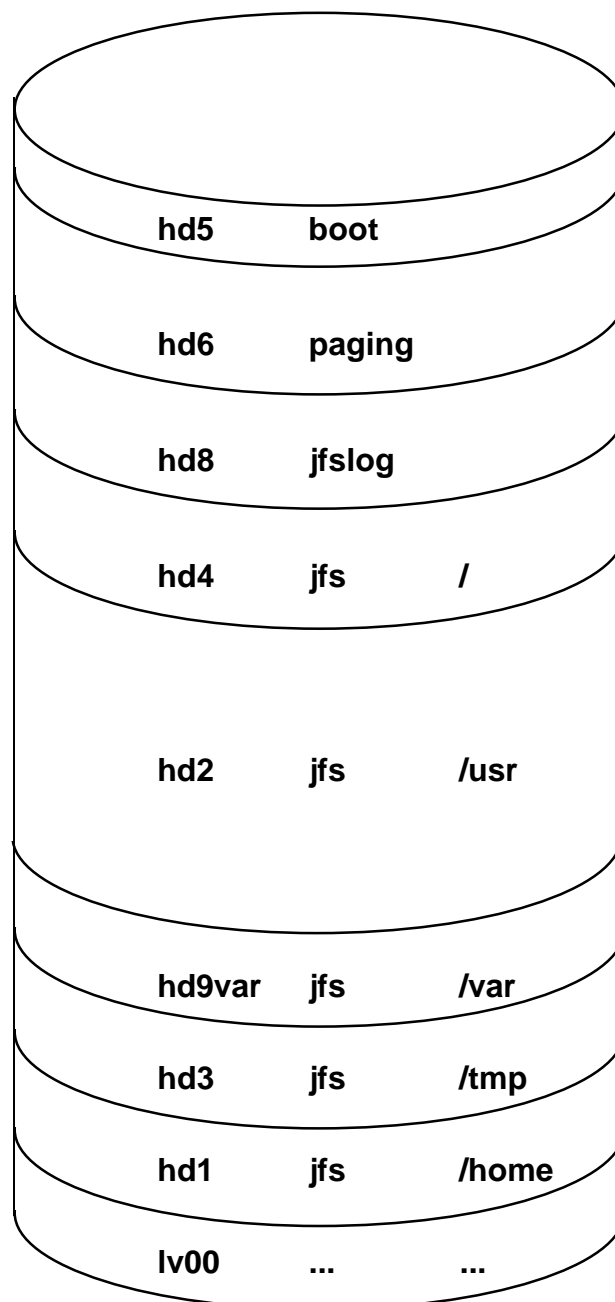 hd5 boot
hd6 paging
hd8 jfslog
hd4 jfs /
hd2 jfs /usr
hd9var jfs /var
hd3 jfs /tmp
hd1 jfs /home
lv00 ... ...